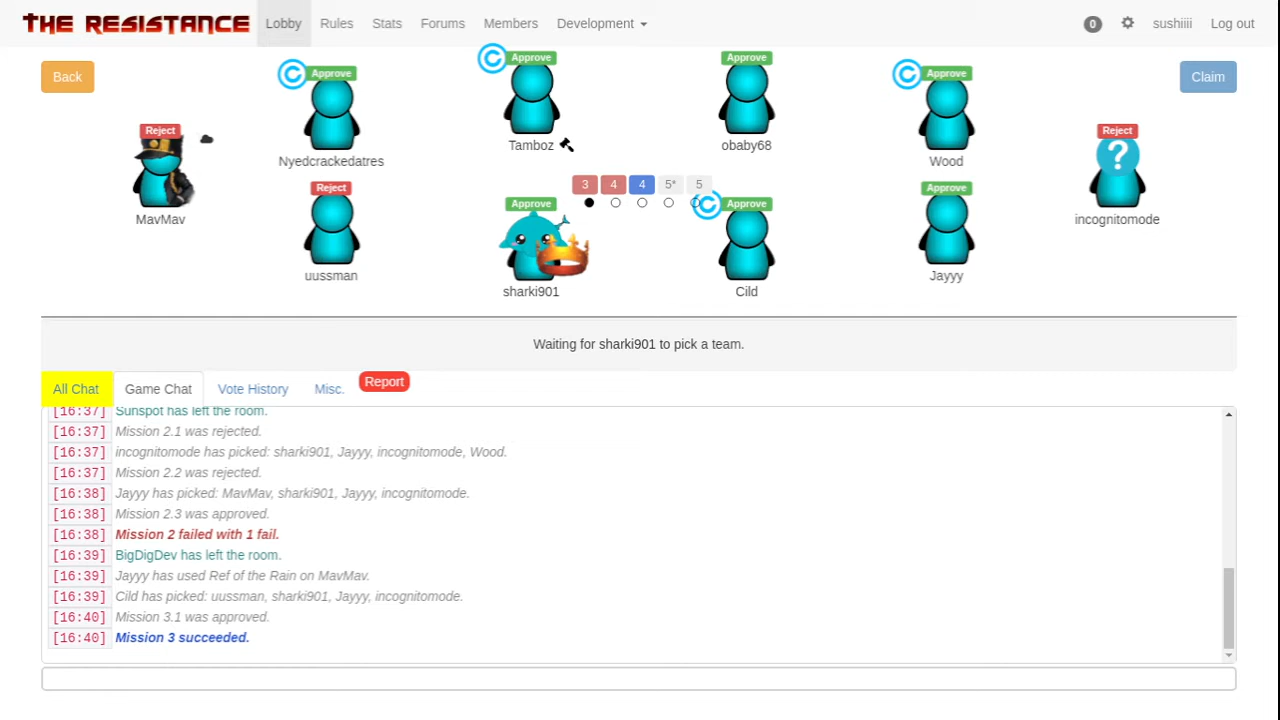 THE RESISTANCE Lobby Rules Stats Forums Members Development 0 sushiiii Log out
Back Approve Approve Approve Approve Claim
Reject Reject
Tamboz obaby68
Nyedcrackedatres Wood
3 4 4 5* 5
Reject Approve
Approve Approve
MavMav incognitomode
uussman Jayyy
sharki901 Cild
Waiting for sharki901 to pick a team.
All Chat Game Chat Vote History Misc. Report
[16:37] Sunspot has left the room.
[16:37] Mission 2.1 was rejected.
[16:37] incognitomode has picked: sharki901, Jayyy, incognitomode, Wood.
[16:37] Mission 2.2 was rejected.
[16:38] Jayyy has picked: MavMav, sharki901, Jayyy, incognitomode.
[16:38] Mission 2.3 was approved.
[16:38] Mission 2 failed with 1 fail.
[16:39] BigDigDev has left the room.
[16:39] Jayyy has used Ref of the Rain on MavMav.
[16:39] Cild has picked: uussman, sharki901, Jayyy, incognitomode.
[16:40] Mission 3.1 was approved.
[16:40] Mission 3 succeeded.